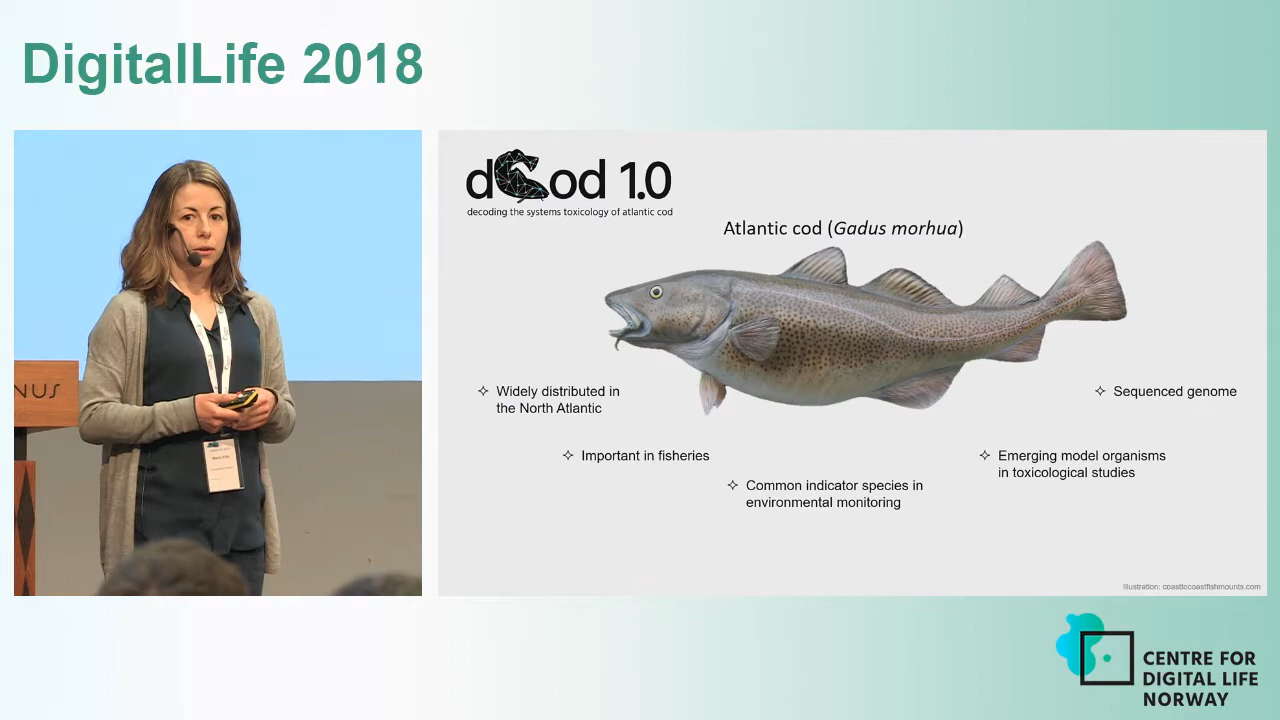 DigitalLife 2018
NUS
dCod 1.0
decoding the systems toxicology of atlantic cod
Atlantic cod (Gadus morhua)
✧ Widely distributed in
the North Atlantic
✧ Sequenced genome
✧ Important in fisheries
✧ Emerging model organisms
in toxicological studies
✧ Common indicator species in
environmental monitoring
Illustration: coasttocoastfishmounts.com
CENTRE FOR
DIGITAL LIFE
NORWAY